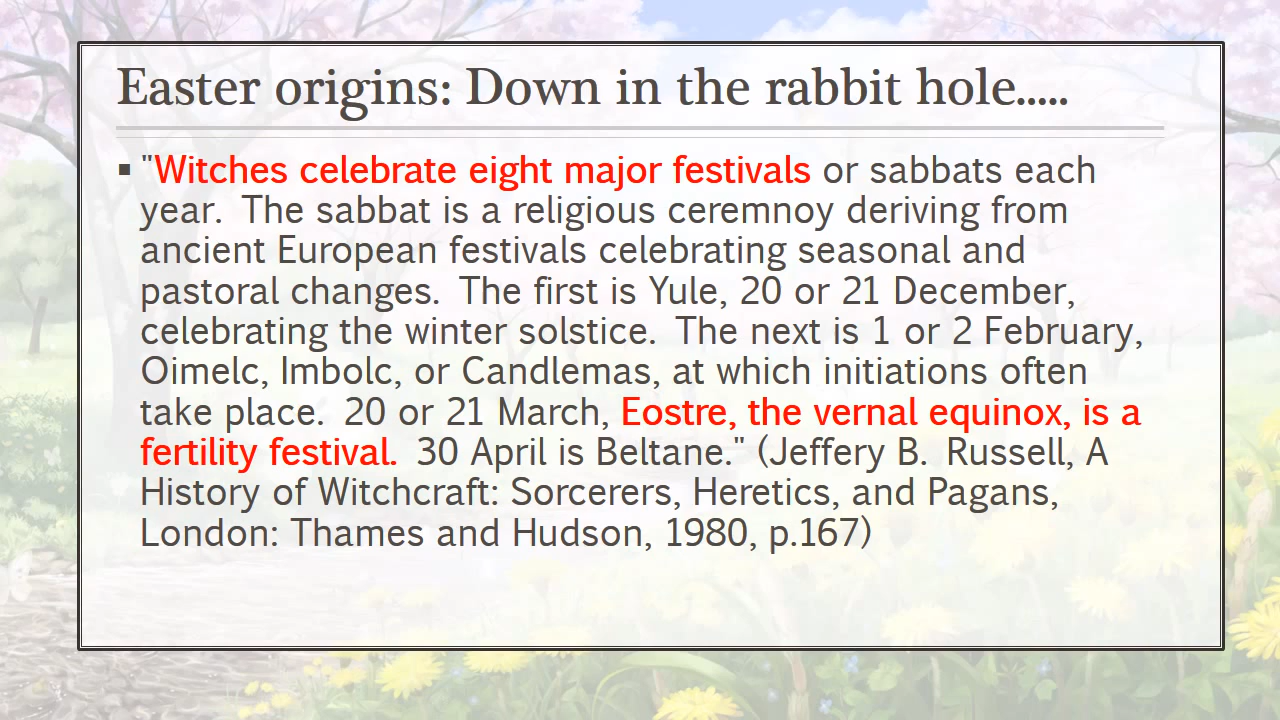 Easter origins: Down in the rabbit hole.....
▪ "Witches celebrate eight major festivals or sabbats each
year.  The sabbat is a religious ceremnoy deriving from
ancient European festivals celebrating seasonal and
pastoral changes.  The first is Yule, 20 or 21 December,
celebrating the winter solstice.  The next is 1 or 2 February,
Oimelc, Imbolc, or Candlemas, at which initiations often
take place.  20 or 21 March, Eostre, the vernal equinox, is a
fertility festival.  30 April is Beltane." (Jeffery B.  Russell, A
History of Witchcraft: Sorcerers, Heretics, and Pagans,
London: Thames and Hudson, 1980, p.167)